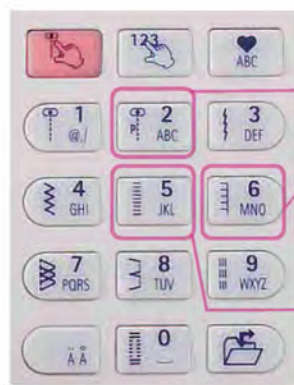 123
ABC
1
@./
2
P
ABC
3
DEF
4
GHI
5
JKL
6
MNO
7
PQRS
8
TUV
9
WXYZ
Ä Å
0